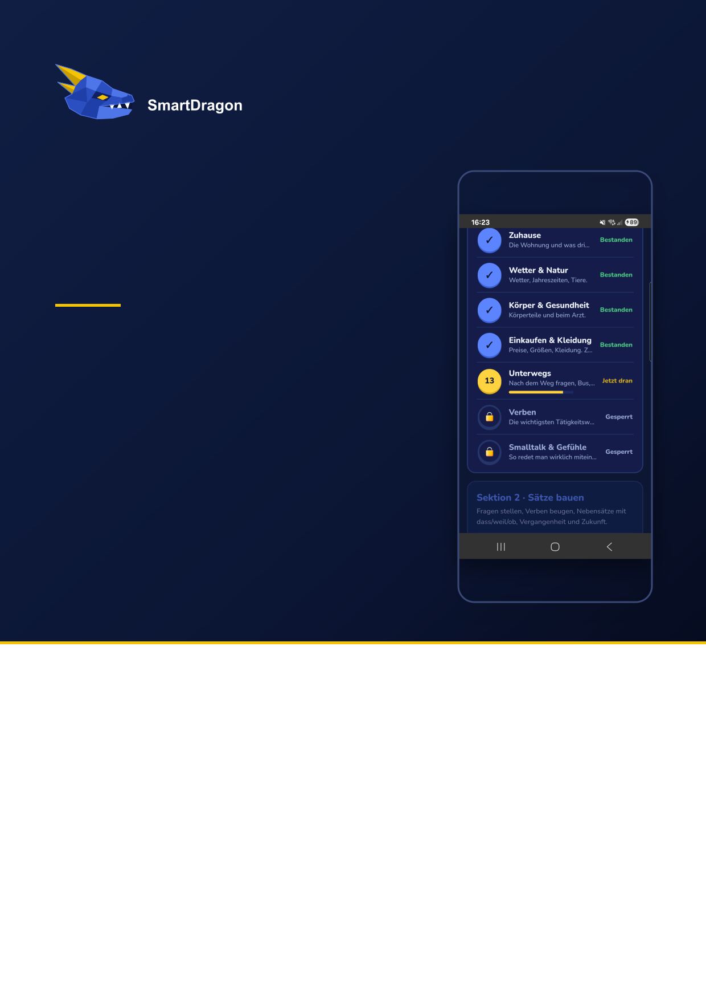 SmartDragon
16:23
89
Zuhause
Die Wohnung und was dri...
Bestanden
✓
Wetter & Natur
Wetter, Jahreszeiten, Tiere.
Bestanden
✓
Körper & Gesundheit
Körperteile und beim Arzt.
Bestanden
✓
Einkaufen & Kleidung
Preise, Größen, Kleidung. Z...
Bestanden
✓
13
Unterwegs
Nach dem Weg fragen, Bus,...
Jetzt dran
Verben
Die wichtigsten Tätigkeitsw...
Gesperrt
Smalltalk & Gefühle
So redet man wirklich mitein...
Gesperrt
Sektion 2 · Sätze bauen
Fragen stellen, Verben beugen, Nebensätze mit
dass/weil/ob, Vergangenheit und Zukunft.